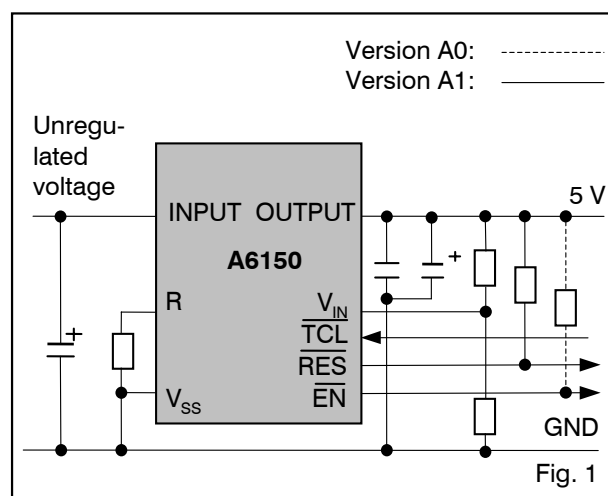 Version A0:
Version A1:
Unregu-
lated
voltage
5 V
INPUT OUTPUT
A6150
R
V_IN
TCL
RES
V_SS
EN
GND
Fig. 1